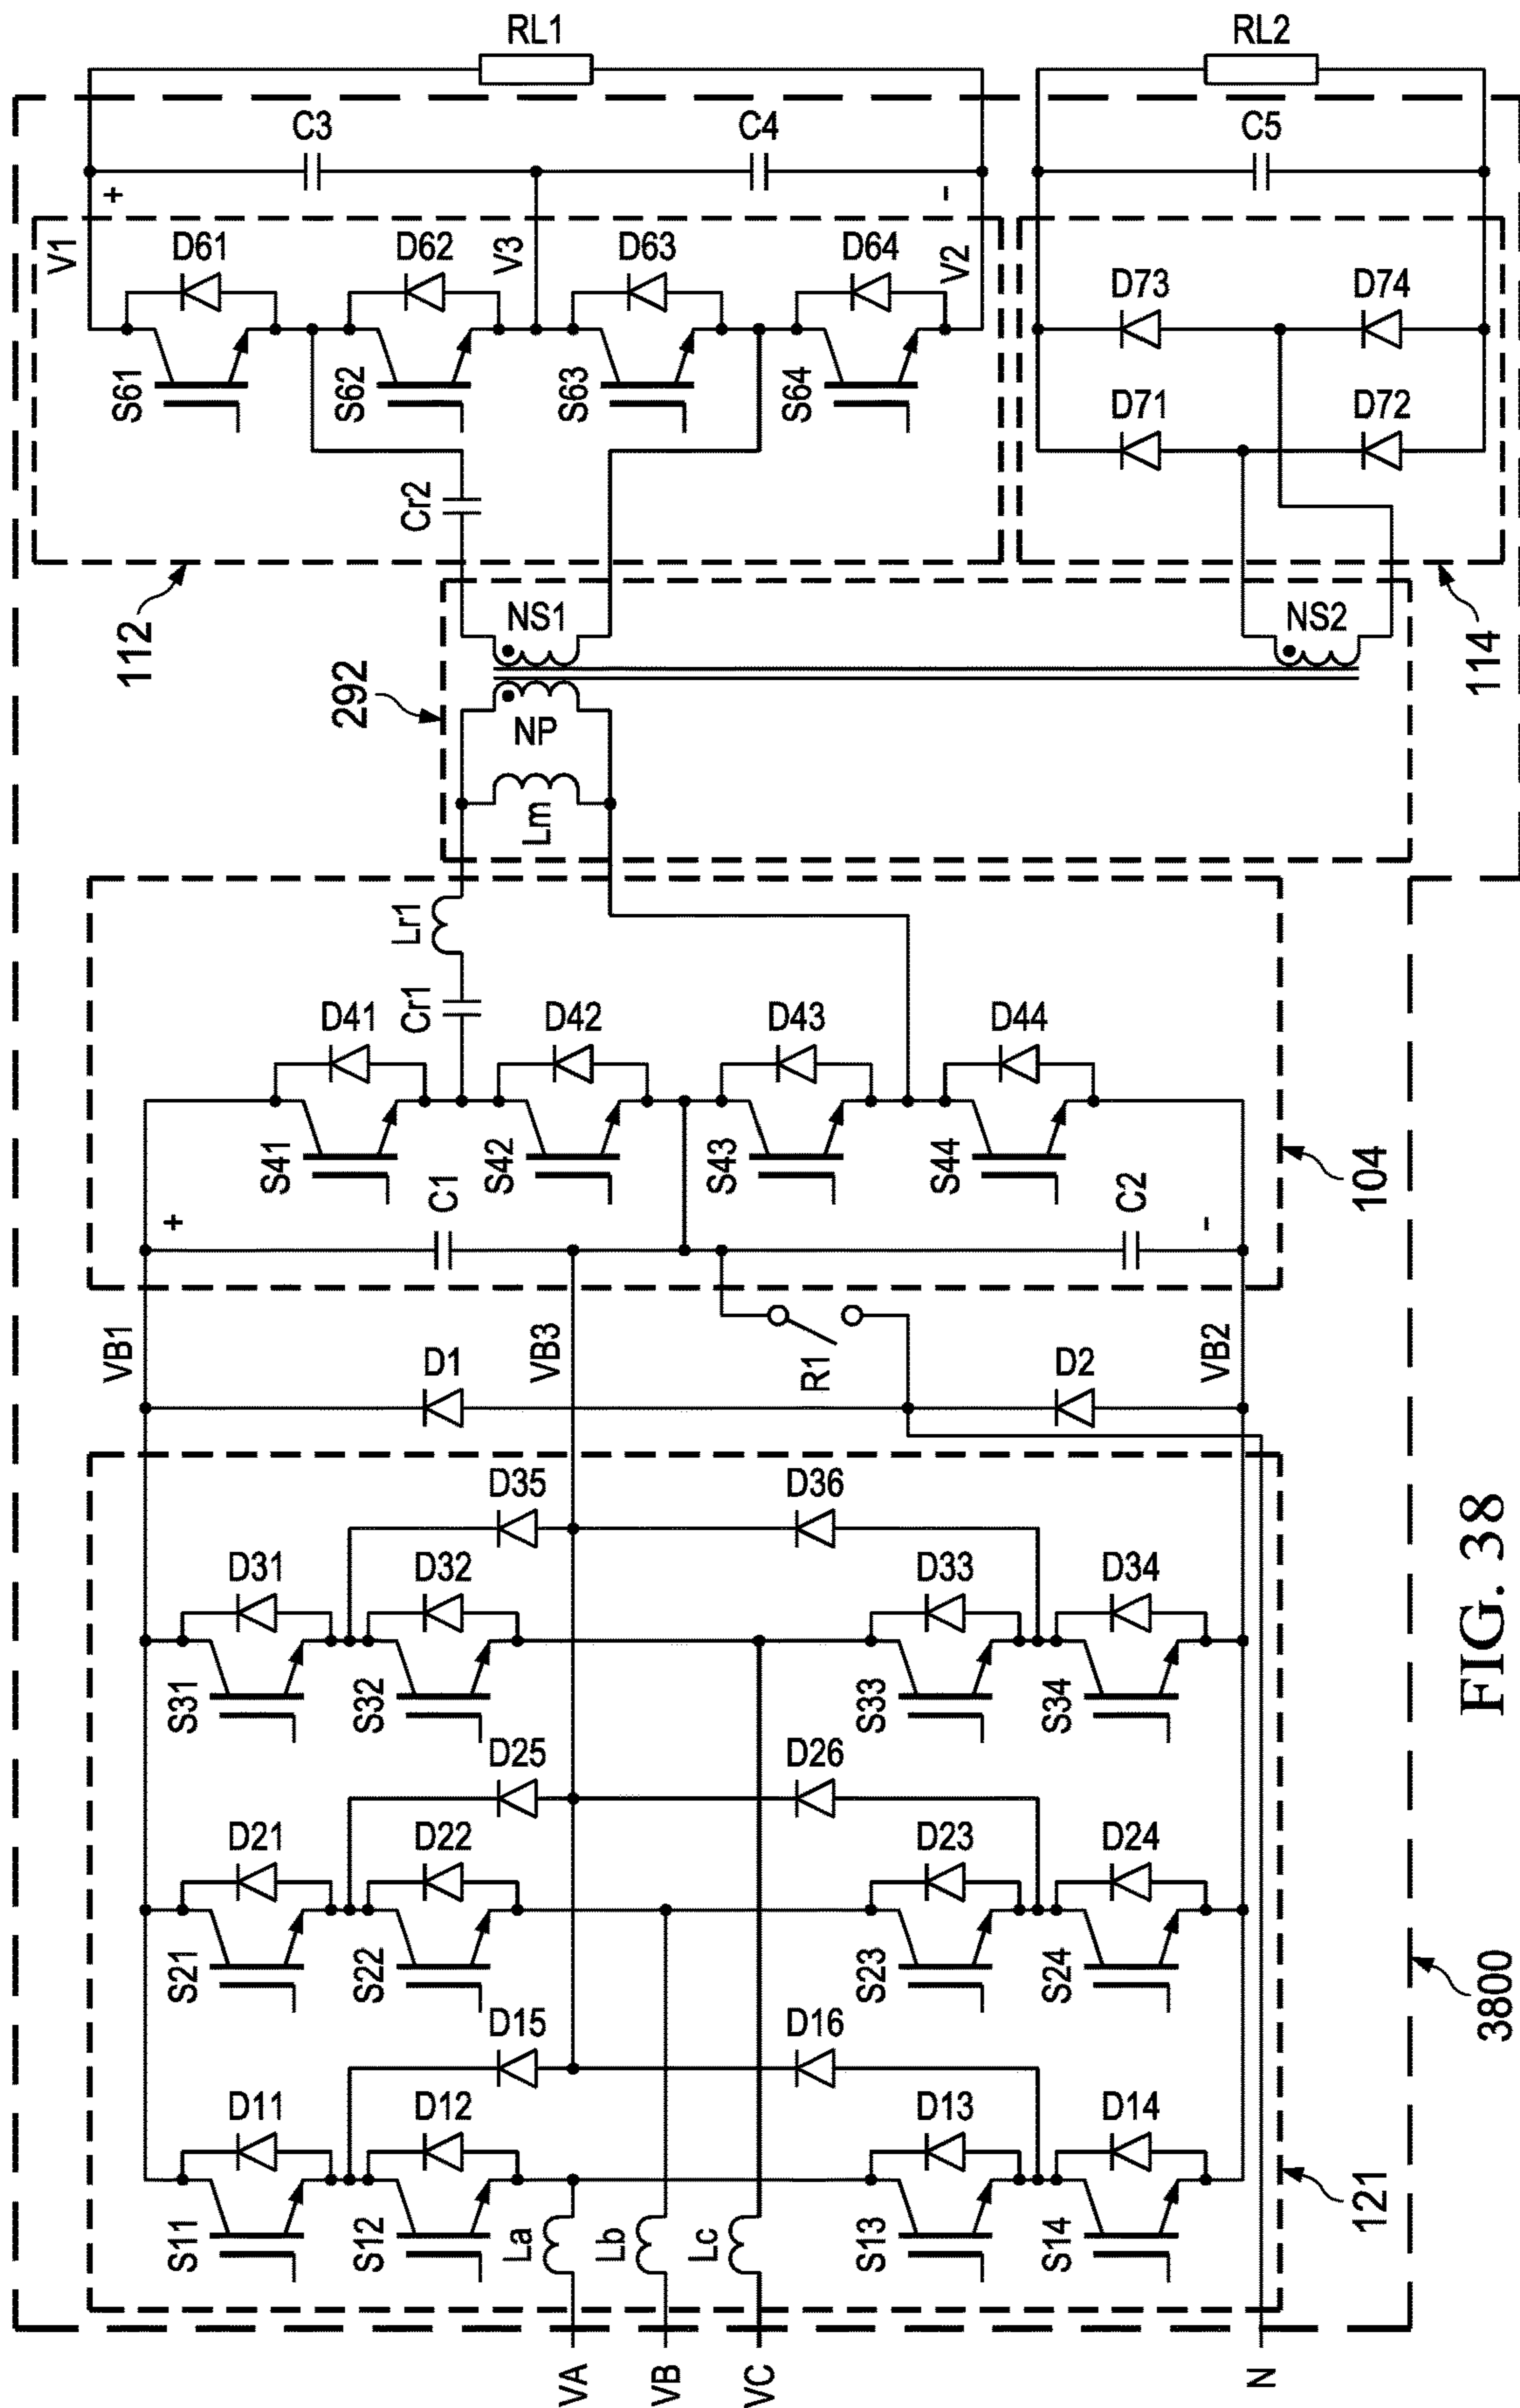 VA
VB
VC
N
La
Lb
Lc
S11
D11
S12
D12
D15
D16
S13
D13
S14
D14
S21
D21
S22
D22
D25
D26
S23
D23
S24
D24
S31
D31
S32
D32
D35
D36
S33
D33
S34
D34
121
VB1
VB3
VB2
D1
D2
R1
+
-
C1
C2
S41
D41
S42
D42
S43
D43
S44
D44
Cr1
Lr1
104
Lm
NP
NS1
NS2
292
Cr2
112
S61
D61
S62
D62
S63
D63
S64
D64
V1
V3
V2
+
-
C3
C4
RL1
D71
D72
D73
D74
114
C5
RL2
3800
FIG. 38